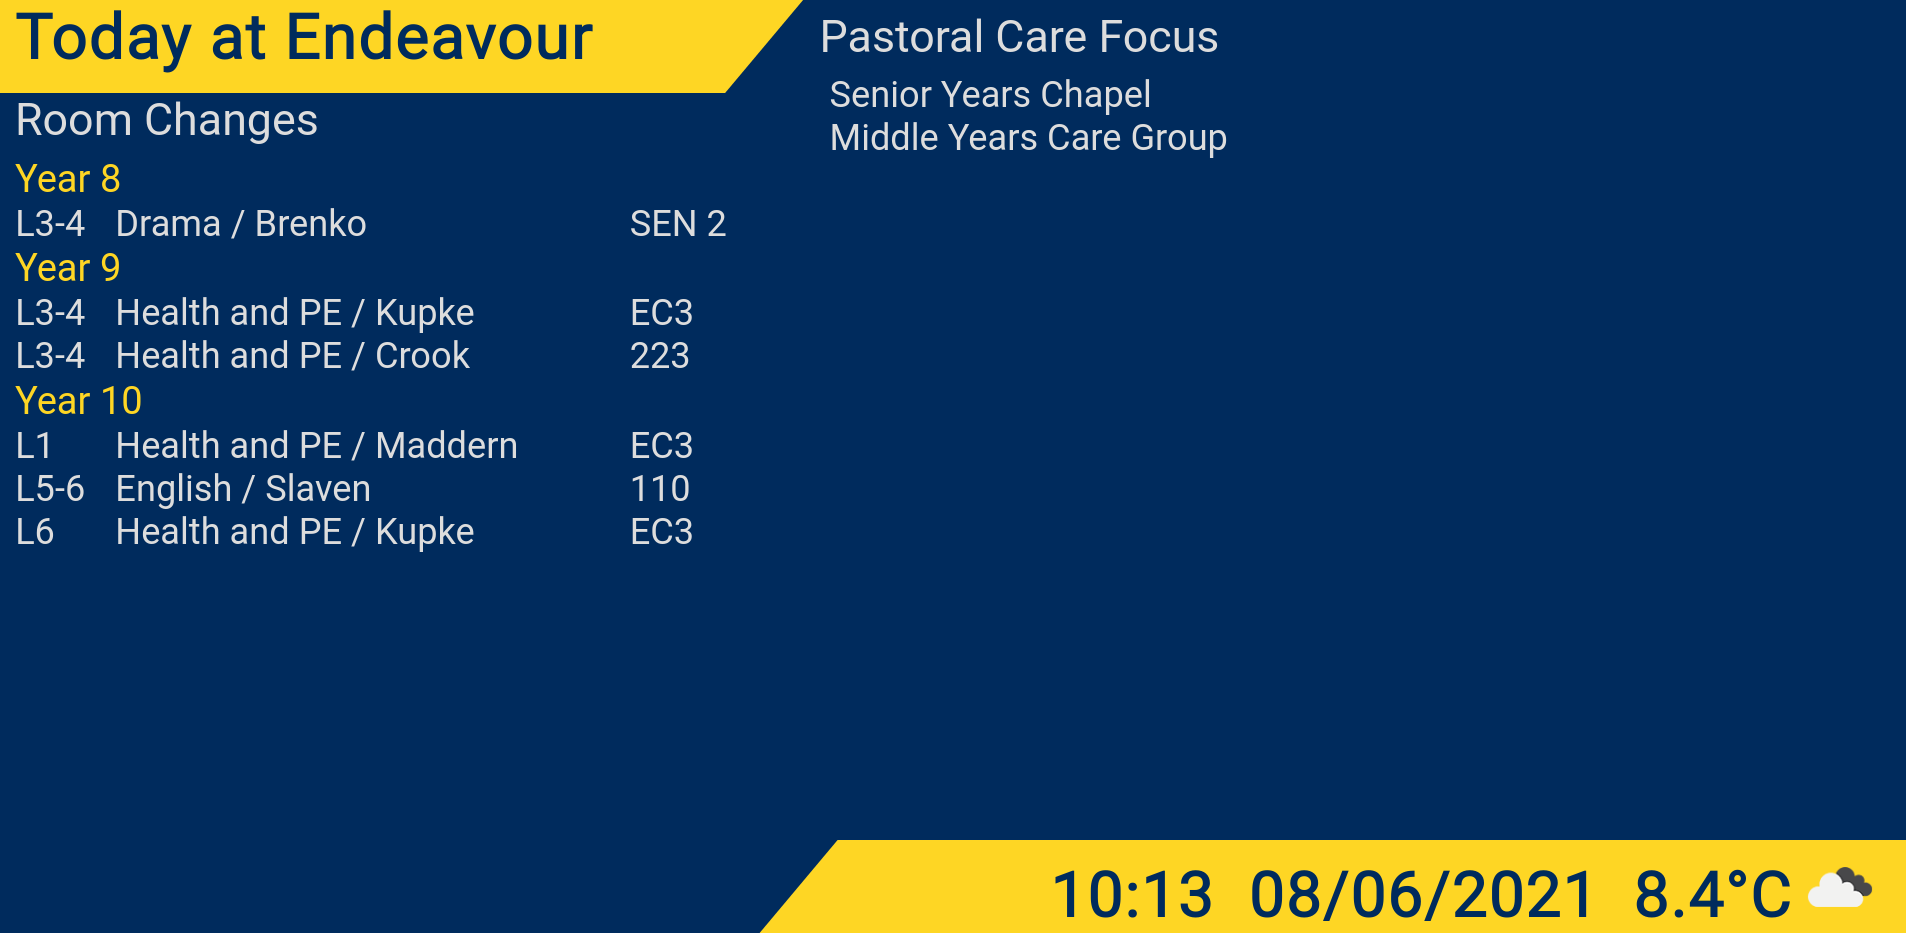 Today at Endeavour
Room Changes
Year 8
L3-4 Drama / Brenko SEN 2
Year 9
L3-4 Health and PE / Kupke EC3
L3-4 Health and PE / Crook 223
Year 10
L1 Health and PE / Maddern EC3
L5-6 English / Slaven 110
L6 Health and PE / Kupke EC3
Pastoral Care Focus
Senior Years Chapel
Middle Years Care Group
10:13 08/06/2021 8.4°C